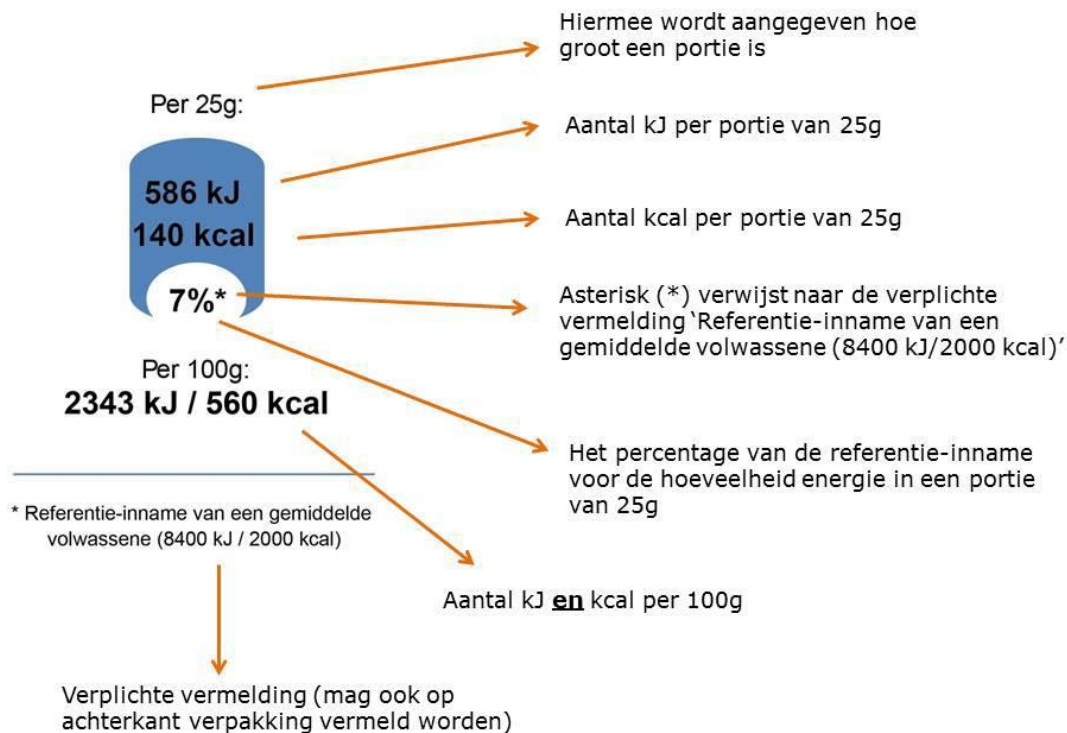 Hiermee wordt aangegeven hoe
groot een portie is
Per 25g:
Aantal kJ per portie van 25g
586 kJ
140 kcal
Aantal kcal per portie van 25g
7%*
Asterisk (*) verwijst naar de verplichte
vermelding ‘Referentie-inname van een
gemiddelde volwassene (8400 kJ/2000 kcal)’
Per 100g:
2343 kJ / 560 kcal
Het percentage van de referentie-inname
voor de hoeveelheid energie in een portie
van 25g
* Referentie-inname van een gemiddelde
volwassene (8400 kJ / 2000 kcal)
Aantal kJ en kcal per 100g
Verplichte vermelding (mag ook op
achterkant verpakking vermeld worden)